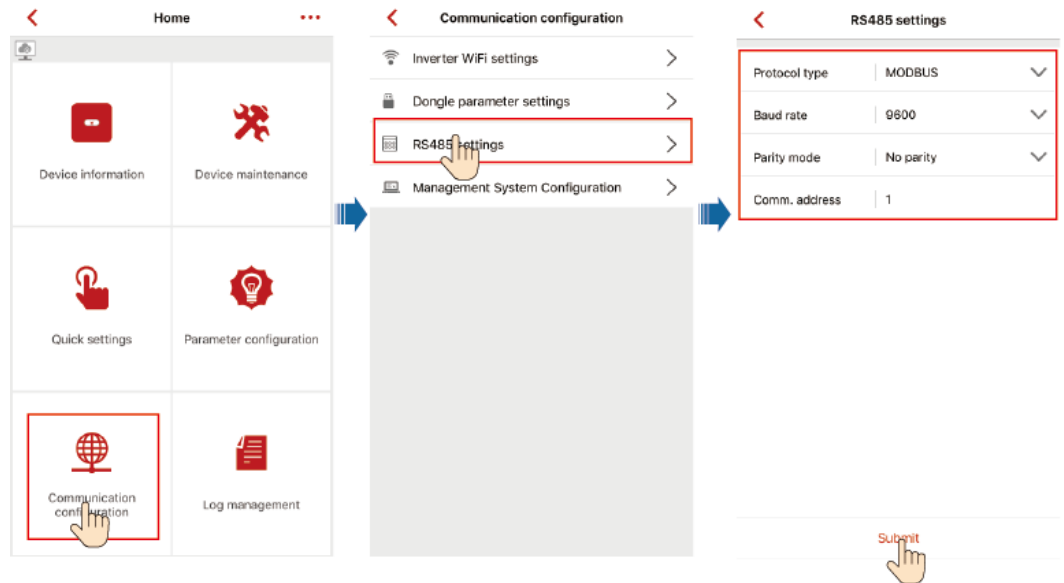 Home
Device information
Device maintenance
Quick settings
Parameter configuration
Communication
configuration
Log management
Communication configuration
Inverter WiFi settings
Dongle parameter settings
RS485 settings
Management System Configuration
RS485 settings
Protocol type MODBUS
Baud rate 9600
Parity mode No parity
Comm. address 1
Submit